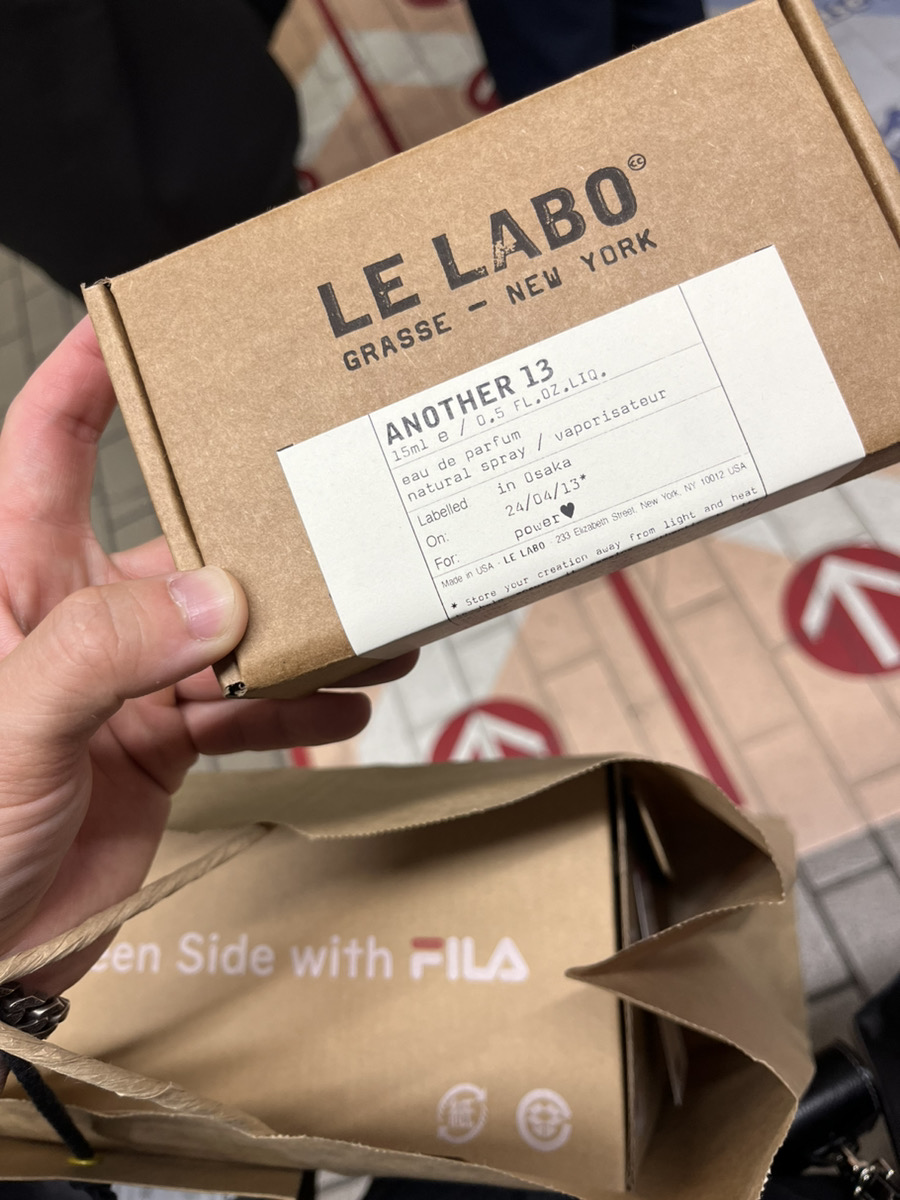 LE LABO
GRASSE — NEW YORK
ANOTHER 13
15ml e / 0.5 FL.OZ.LIQ.
eau de parfum
natural spray / vaporisateur
Labelled in Osaka
On: 24/04/13*
For: power♥
Made in USA - LE LABO - 233 Elizabeth Street, New York, NY 10012 USA
* Store your creation away from light and heat
een Side with FILA
紙